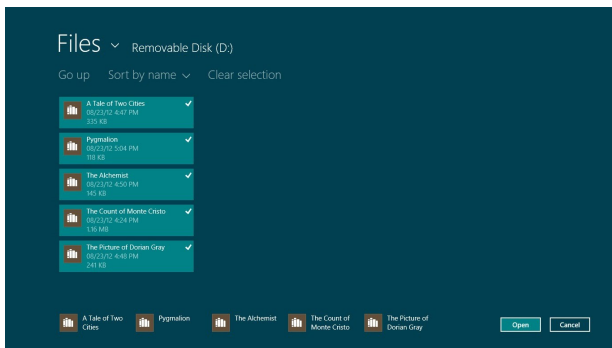 Files Removable Disk (D:)
Go up Sort by name Clear selection
A Tale of Two Cities
08/23/12 4:47 PM
335 KB
Pygmalion
08/23/12 5:04 PM
118 KB
The Alchemist
08/23/12 4:50 PM
145 KB
The Count of Monte Cristo
08/23/12 4:24 PM
1.16 MB
The Picture of Dorian Gray
08/23/12 4:48 PM
241 KB
A Tale of Two
Cities
Pygmalion
The Alchemist
The Count of
Monte Cristo
The Picture of
Dorian Gray
Open Cancel